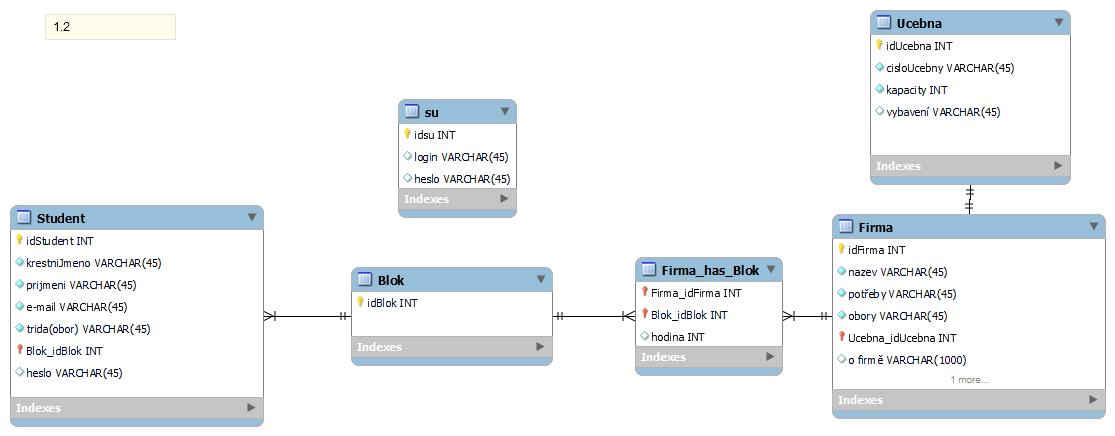 1.2
Ucebna
idUcebna INT
cisloUcebny VARCHAR(45)
kapacity INT
vybavení VARCHAR(45)
Indexes
su
idsu INT
login VARCHAR(45)
heslo VARCHAR(45)
Indexes
Student
idStudent INT
krestniJmeno VARCHAR(45)
prijmeni VARCHAR(45)
e-mail VARCHAR(45)
trida(obor) VARCHAR(45)
Blok_idBlok INT
heslo VARCHAR(45)
Indexes
Blok
idBlok INT
Indexes
Firma_has_Blok
Firma_idFirma INT
Blok_idBlok INT
hodina INT
Indexes
Firma
idFirma INT
nazev VARCHAR(45)
potřeby VARCHAR(45)
obory VARCHAR(45)
Ucebna_idUcebna INT
o firmě VARCHAR(1000)
1 more...
Indexes